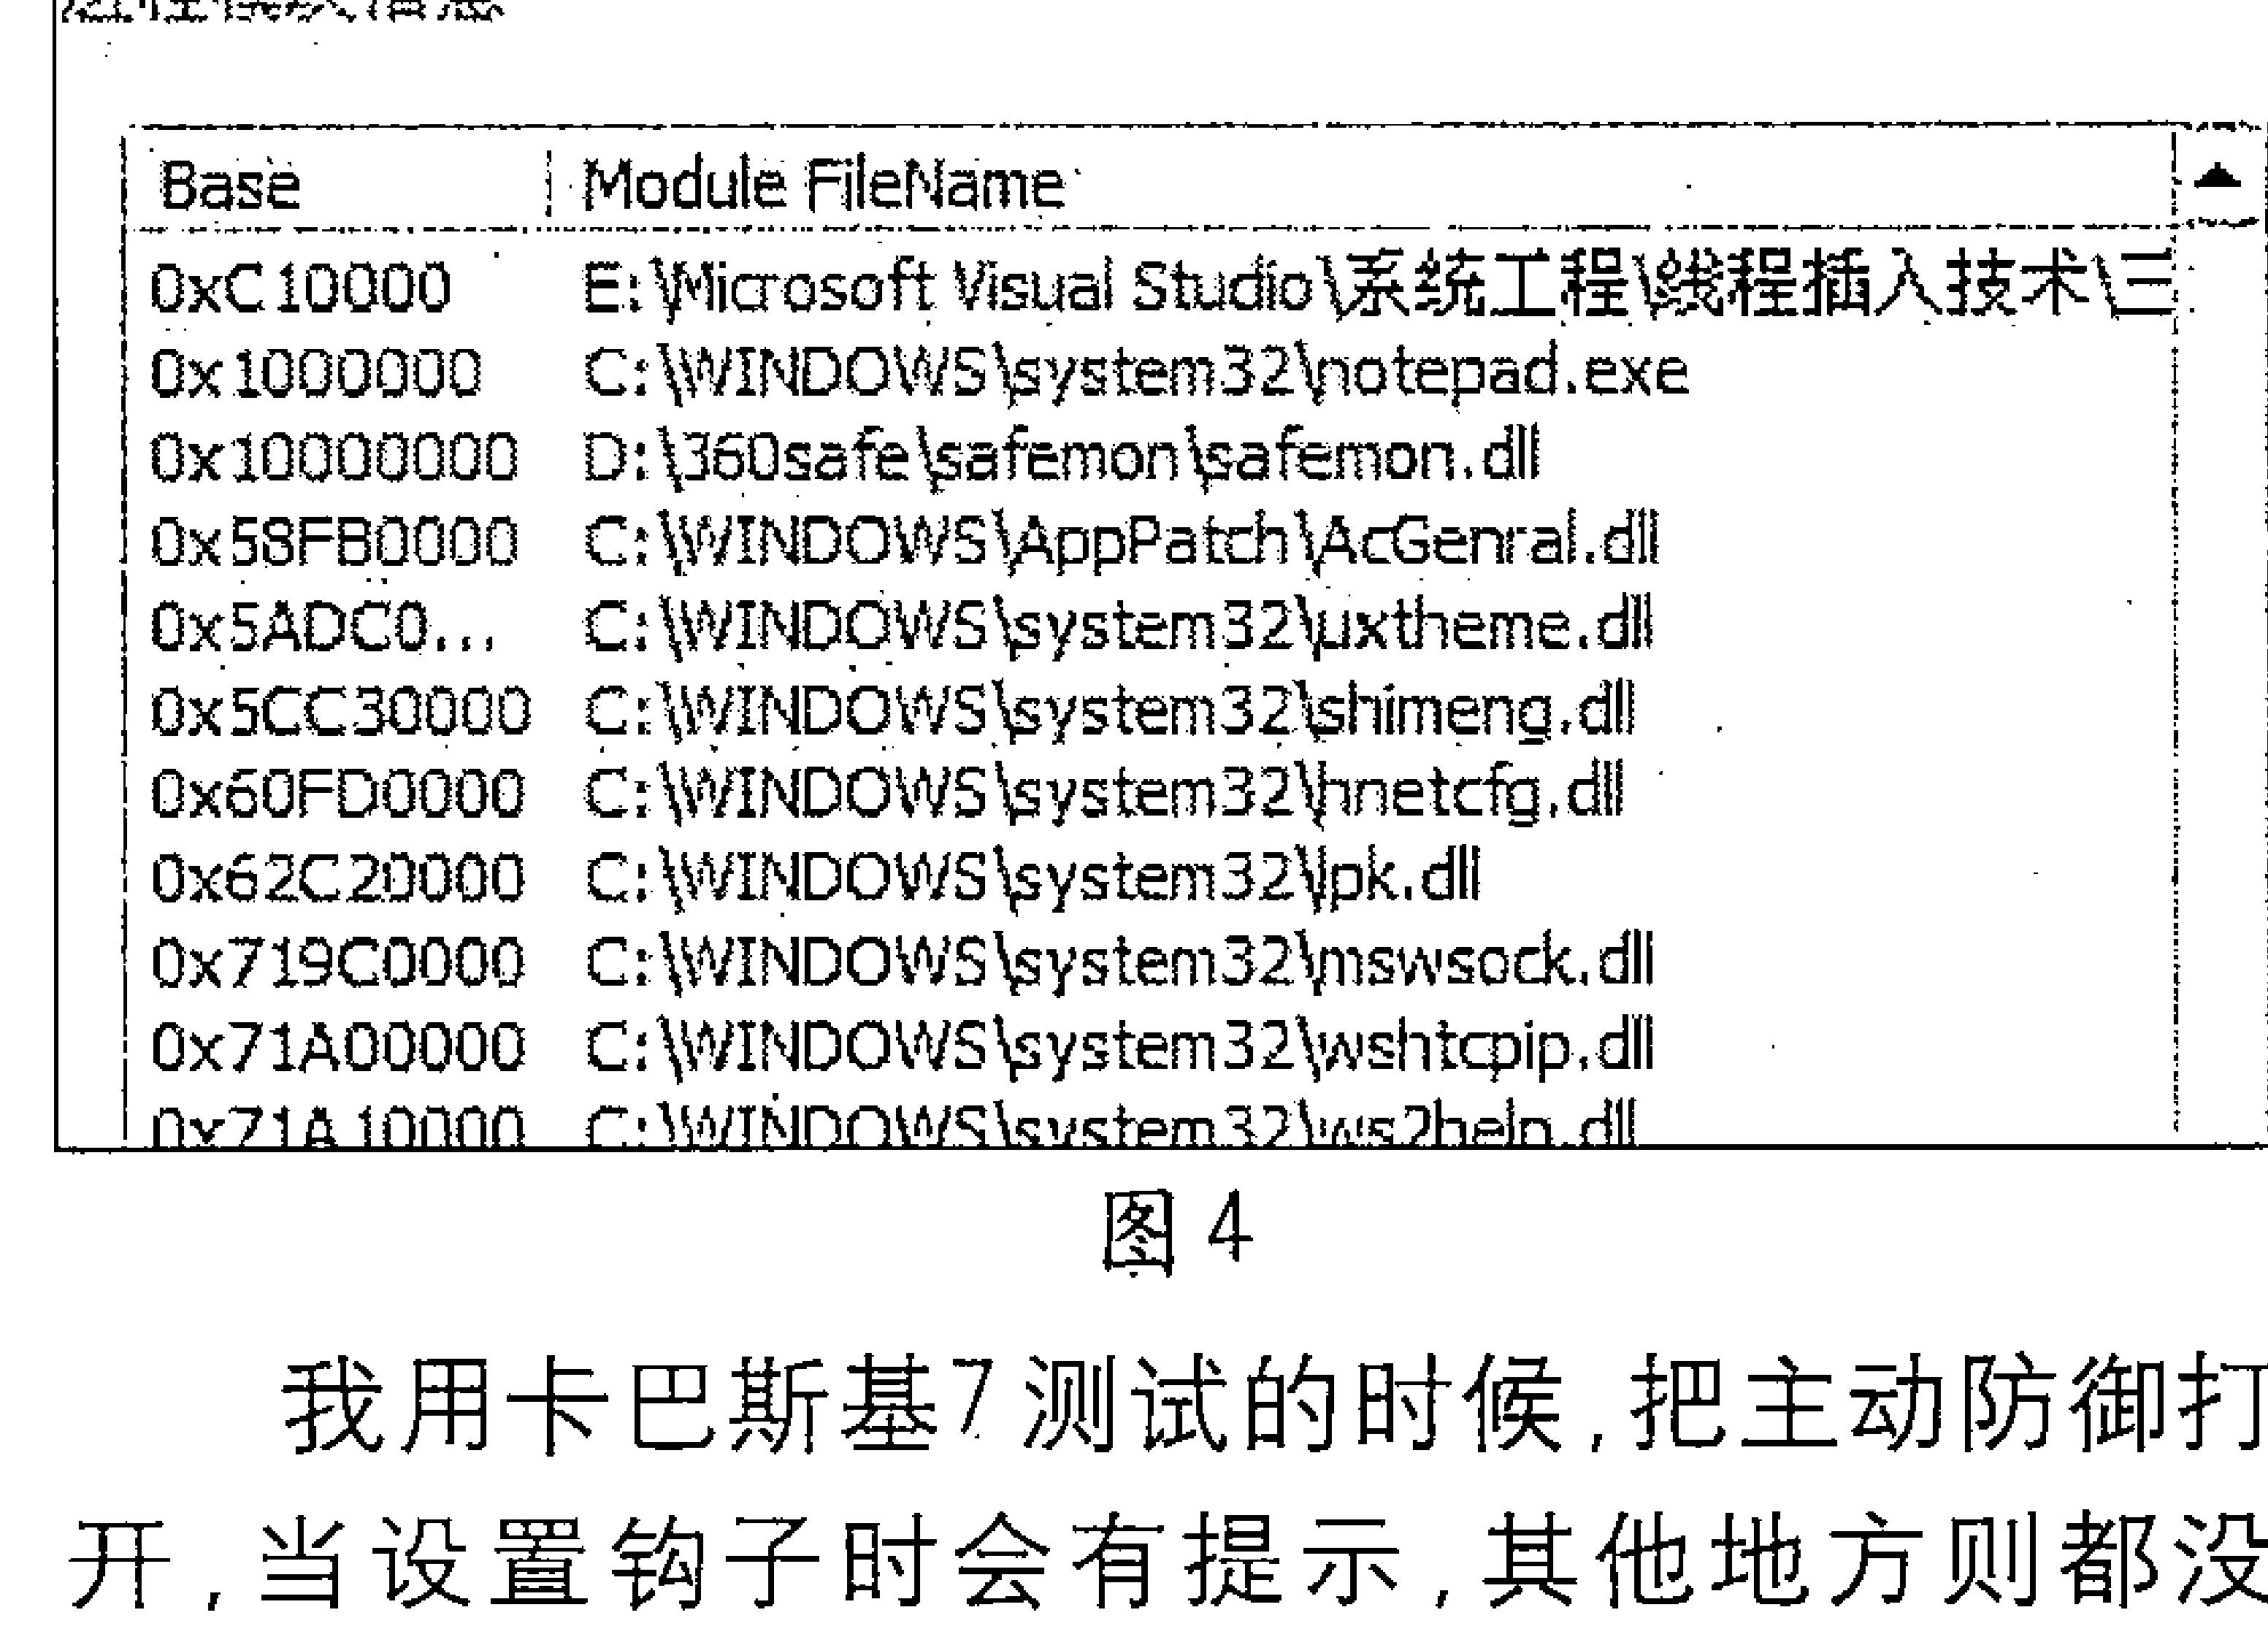 Base Module FileName
0xC10000 E:\Microsoft Visual Studio\系统工程\线程插入技术\三
0x1000000 C:\WINDOWS\system32\notepad.exe
0x10000000 D:\360safe\safemon\safemon.dll
0x58FB0000 C:\WINDOWS\AppPatch\AcGenral.dll
0x5ADC0... C:\WINDOWS\system32\uxtheme.dll
0x5CC30000 C:\WINDOWS\system32\shimeng.dll
0x60FD0000 C:\WINDOWS\system32\hnetcfg.dll
0x62C20000 C:\WINDOWS\system32\lpk.dll
0x719C0000 C:\WINDOWS\system32\mswsock.dll
0x71A00000 C:\WINDOWS\system32\wshtcpip.dll
0x71A10000 C:\WINDOWS\system32\ws2help.dll
图 4
我用卡巴斯基7测试的时候,把主动防御打
开,当设置钩子时会有提示,其他地方则都没